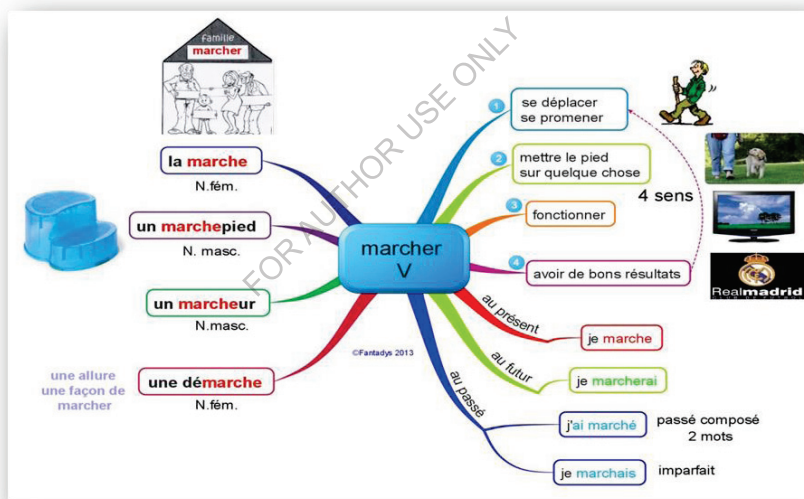 famille
marcher
la marche
N.fém.
un marchepied
N. masc.
un marcheur
N.masc.
une allure
une façon de
marcher
une démarche
N.fém.
marcher
V
1
se déplacer
se promener
2
mettre le pied
sur quelque chose
3
fonctionner
4
avoir de bons résultats
4 sens
Realmadrid
CLUB DE FUTBOL
au présent
je marche
au futur
je marcherai
au passé
j'ai marché
passé composé
2 mots
je marchais
imparfait
©Fantadys 2013
FOR AUTHOR USE ONLY